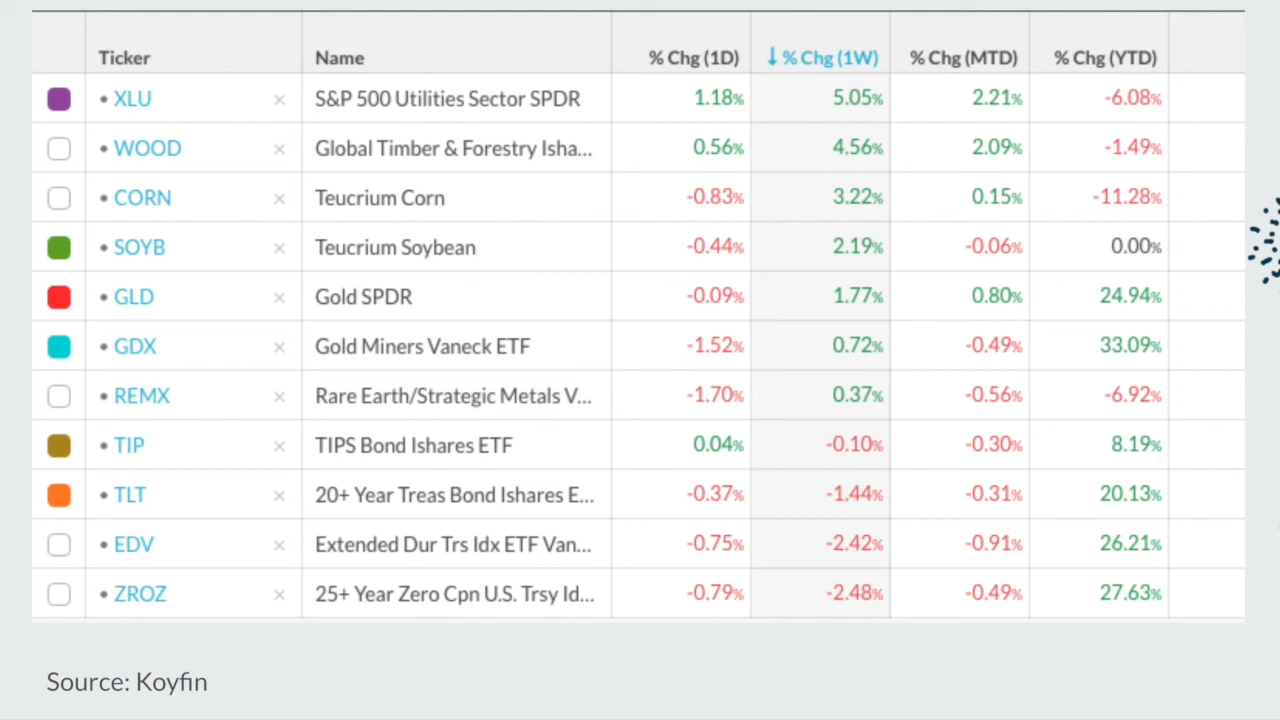 Ticker Name % Chg (1D) ↓ % Chg (1W) % Chg (MTD) % Chg (YTD)
• XLU × S&P 500 Utilities Sector SPDR 1.18% 5.05% 2.21% -6.08%
• WOOD × Global Timber & Forestry Isha... 0.56% 4.56% 2.09% -1.49%
• CORN × Teucrium Corn -0.83% 3.22% 0.15% -11.28%
• SOYB × Teucrium Soybean -0.44% 2.19% -0.06% 0.00%
• GLD × Gold SPDR -0.09% 1.77% 0.80% 24.94%
• GDX × Gold Miners Vaneck ETF -1.52% 0.72% -0.49% 33.09%
• REMX × Rare Earth/Strategic Metals V... -1.70% 0.37% -0.56% -6.92%
• TIP × TIPS Bond Ishares ETF 0.04% -0.10% -0.30% 8.19%
• TLT × 20+ Year Treas Bond Ishares E... -0.37% -1.44% -0.31% 20.13%
• EDV × Extended Dur Trs Idx ETF Van... -0.75% -2.42% -0.91% 26.21%
• ZROZ × 25+ Year Zero Cpn U.S. Trsy Id... -0.79% -2.48% -0.49% 27.63%
Source: Koyfin